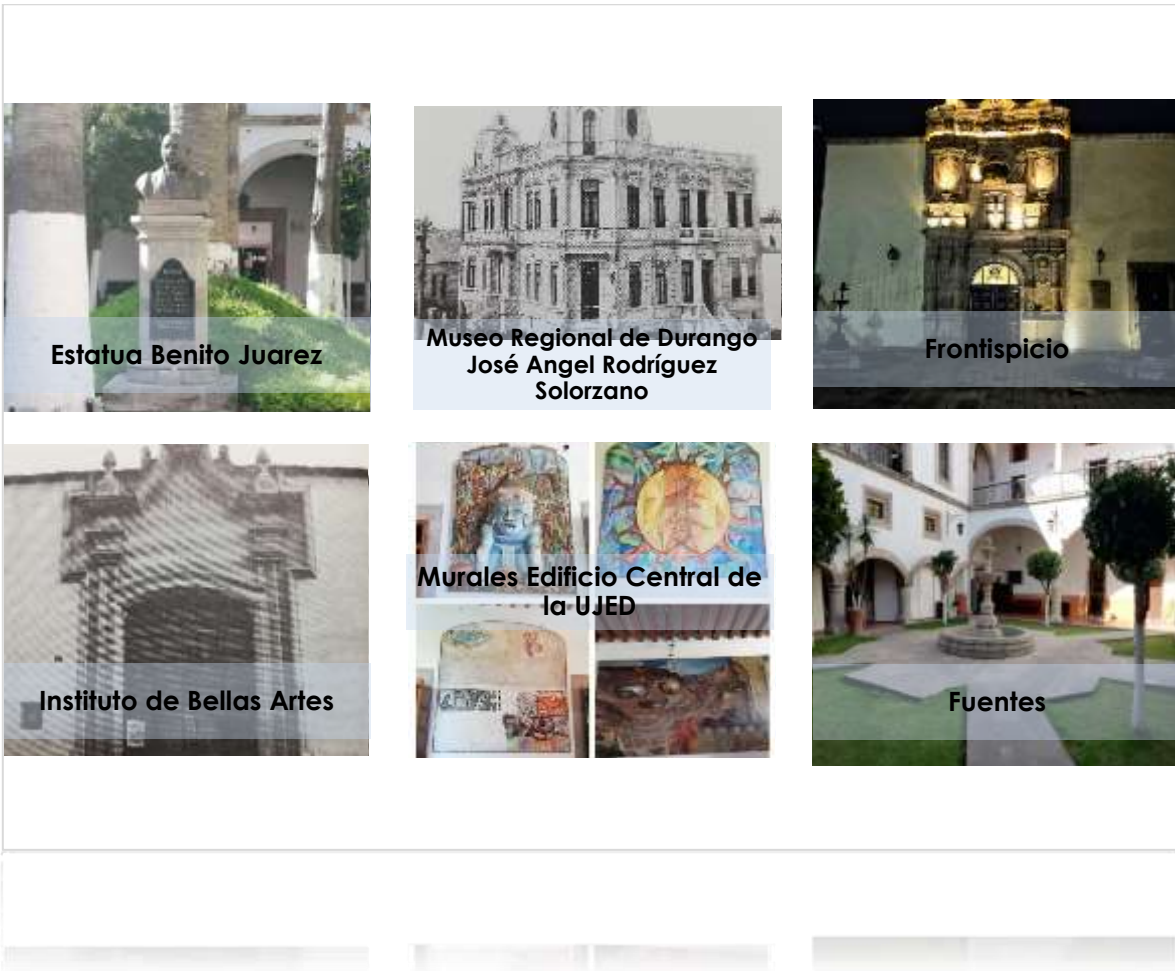 Estatua Benito Juarez
Museo Regional de Durango
José Angel Rodríguez
Solorzano
Frontispicio
Instituto de Bellas Artes
Murales Edificio Central de
la UJED
Fuentes